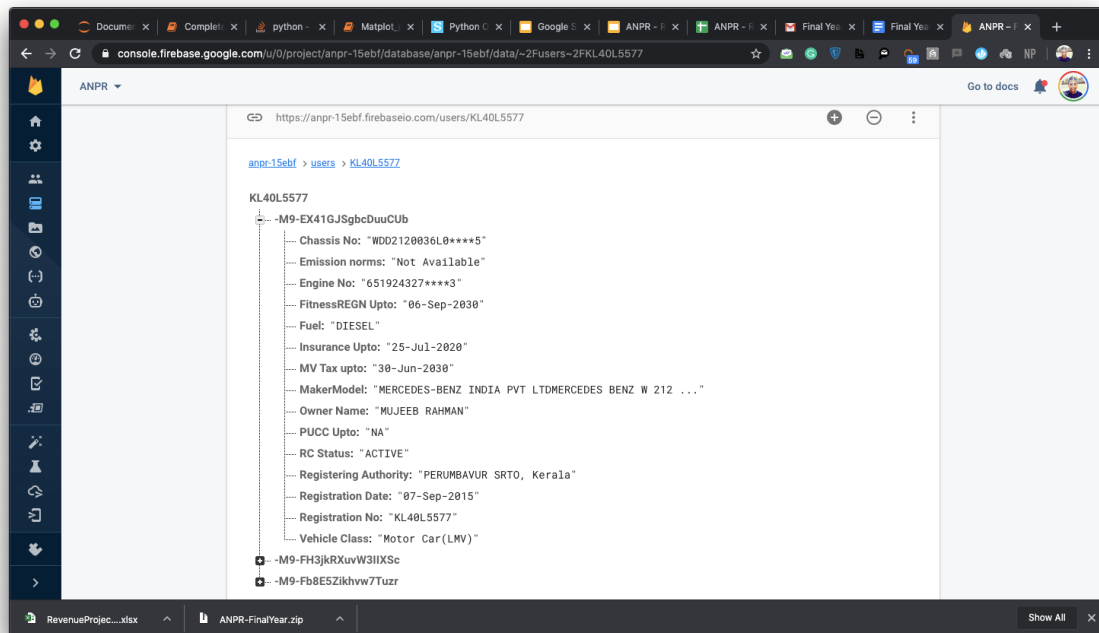 Documen
Complete
python -
Matplot_
Python O
Google S
ANPR - R
ANPR - R
Final Yea
Final Yea
ANPR – F
console.firebase.google.com/u/0/project/anpr-15ebf/database/anpr-15ebf/data/~2Fusers~2FKL40L5577
59
NP
ANPR
Go to docs
https://anpr-15ebf.firebaseio.com/users/KL40L5577
anpr-15ebf > users > KL40L5577
KL40L5577
-M9-EX41GJSgbcDuuCUb
Chassis No: "WDD2120036L0****5"
Emission norms: "Not Available"
Engine No: "651924327****3"
FitnessREGN Upto: "06-Sep-2030"
Fuel: "DIESEL"
Insurance Upto: "25-Jul-2020"
MV Tax upto: "30-Jun-2030"
MakerModel: "MERCEDES-BENZ INDIA PVT LTDMERCEDES BENZ W 212 ..."
Owner Name: "MUJEEB RAHMAN"
PUCC Upto: "NA"
RC Status: "ACTIVE"
Registering Authority: "PERUMBAVUR SRTO, Kerala"
Registration Date: "07-Sep-2015"
Registration No: "KL40L5577"
Vehicle Class: "Motor Car(LMV)"
-M9-FH3jkRXuvW3IIXSc
-M9-Fb8E5Zikhvw7Tuzr
RevenueProjec....xlsx
ANPR-FinalYear.zip
Show All